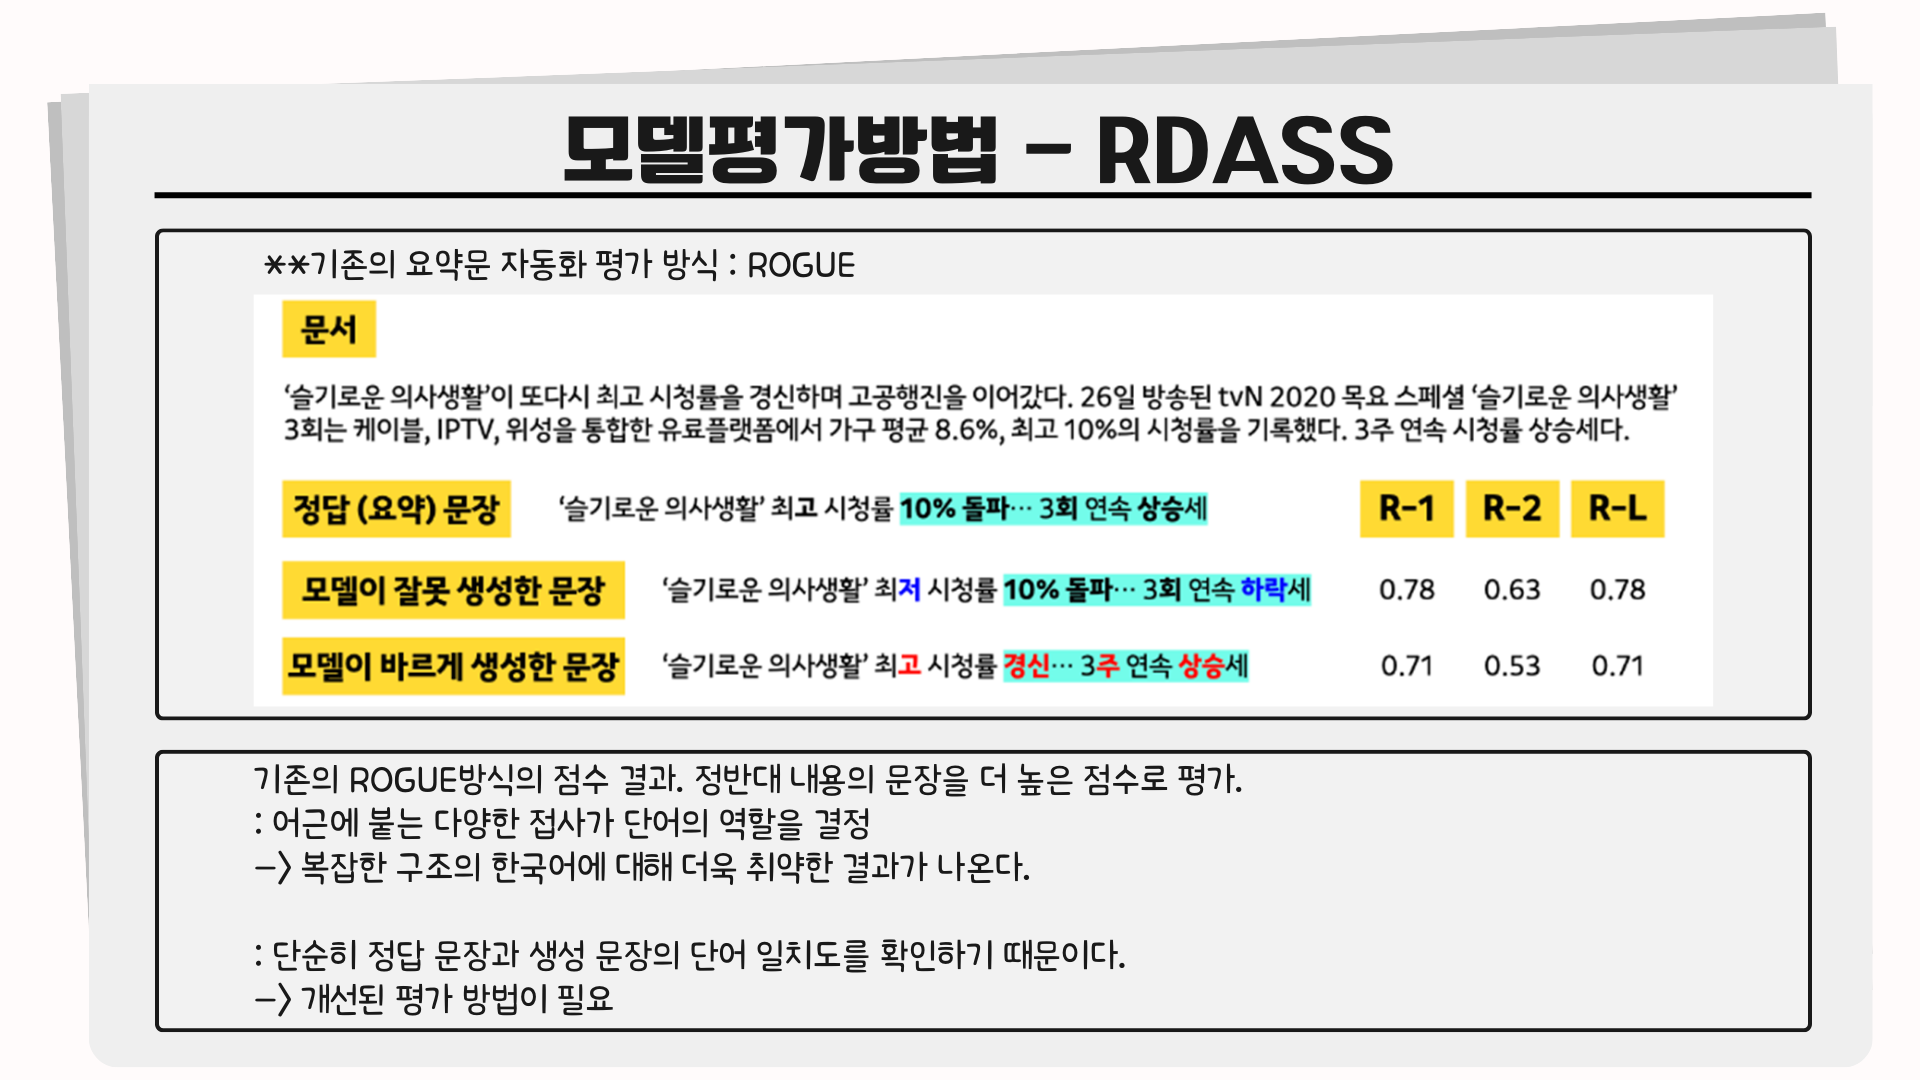 모델평가방법 - RDASS
**기존의 요약문 자동화 평가 방식 : ROGUE
문서
‘슬기로운 의사생활’이 또다시 최고 시청률을 경신하며 고공행진을 이어갔다. 26일 방송된 tvN 2020 목요 스페셜 ‘슬기로운 의사생활’
3회는 케이블, IPTV, 위성을 통합한 유료플랫폼에서 가구 평균 8.6%, 최고 10%의 시청률을 기록했다. 3주 연속 시청률 상승세다.
정답 (요약) 문장 ‘슬기로운 의사생활’ 최고 시청률 10% 돌파… 3회 연속 상승세 R-1 R-2 R-L
모델이 잘못 생성한 문장 ‘슬기로운 의사생활’ 최저 시청률 10% 돌파… 3회 연속 하락세 0.78 0.63 0.78
모델이 바르게 생성한 문장 ‘슬기로운 의사생활’ 최고 시청률 경신… 3주 연속 상승세 0.71 0.53 0.71
기존의 ROGUE방식의 점수 결과. 정반대 내용의 문장을 더 높은 점수로 평가.
: 어근에 붙는 다양한 접사가 단어의 역할을 결정
-> 복잡한 구조의 한국어에 대해 더욱 취약한 결과가 나온다.
: 단순히 정답 문장과 생성 문장의 단어 일치도를 확인하기 때문이다.
-> 개선된 평가 방법이 필요